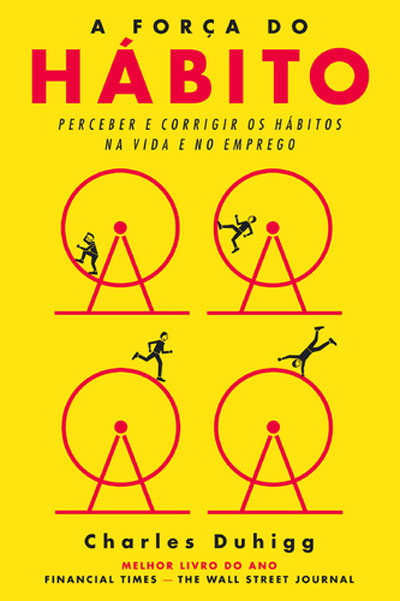 A FORÇA DO
HÁBITO
PERCEBER E CORRIGIR OS HÁBITOS
NA VIDA E NO EMPREGO
Charles Duhigg
MELHOR LIVRO DO ANO
FINANCIAL TIMES — THE WALL STREET JOURNAL